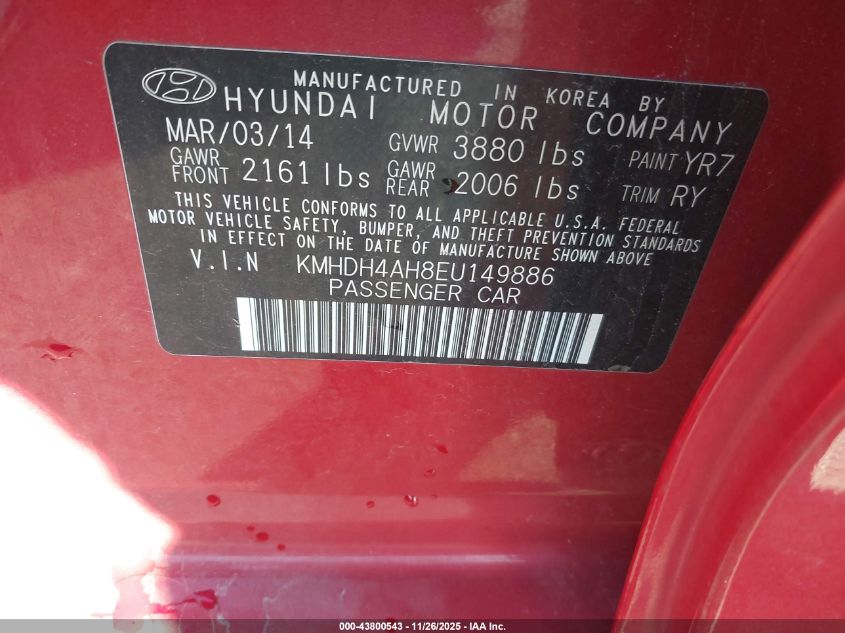 MANUFACTURED IN KOREA BY
HYUNDAI MOTOR COMPANY
MAR/03/14 GVWR 3880 lbs PAINT YR7
GAWR FRONT 2161 lbs GAWR REAR 2006 lbs TRIM RY
THIS VEHICLE CONFORMS TO ALL APPLICABLE U.S.A. FEDERAL
MOTOR VEHICLE SAFETY, BUMPER, AND THEFT PREVENTION STANDARDS
IN EFFECT ON THE DATE OF MANUFACTURE SHOWN ABOVE
V.I.N KMHDH4AH8EU149886
PASSENGER CAR
000-43800543 - 11/26/2025 - IAA Inc.